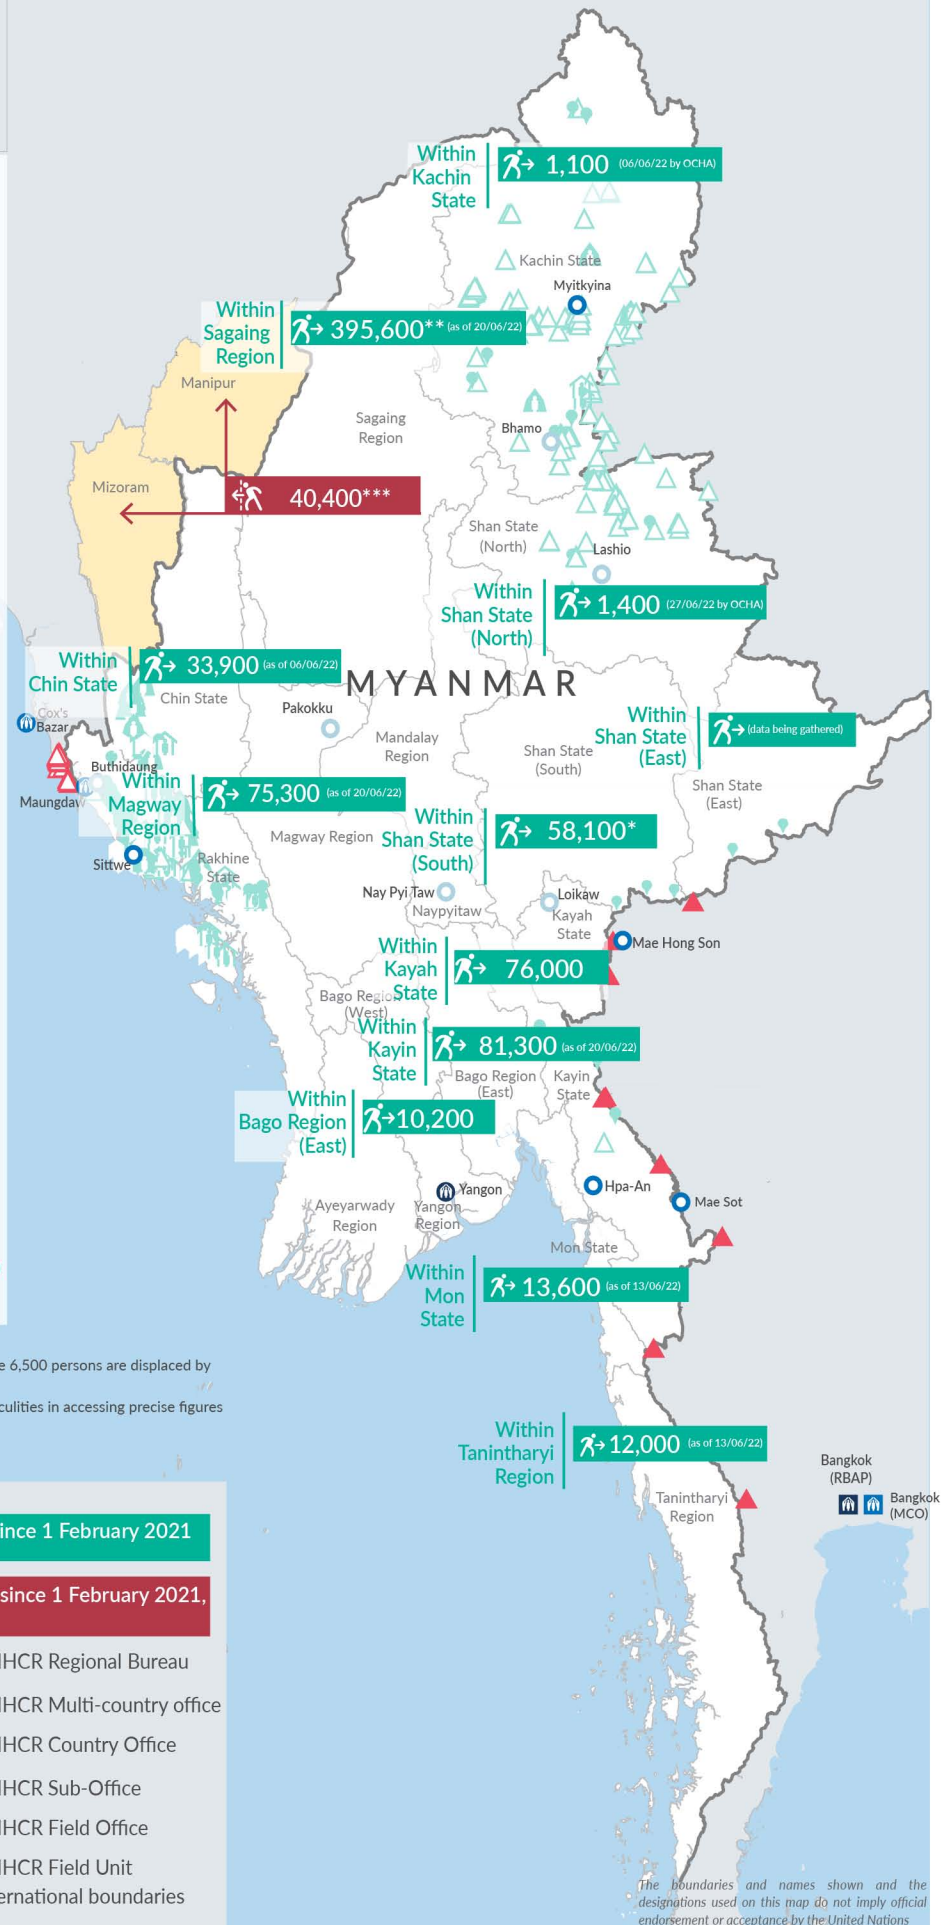 Within
Kachin
State
1,100 (06/06/22 by OCHA)
Kachin State
Myitkyina
Within
Sagaing
Region
395,600** (as of 20/06/22)
Manipur
Sagaing
Region
Bhamo
Mizoram
40,400***
Shan State
(North)
Lashio
Within
Shan State
(North)
1,400 (27/06/22 by OCHA)
Within
Chin State
33,900 (as of 06/06/22)
Chin State
MYANMAR
Cox's
Bazar
Pakokku
Mandalay
Region
Within
Shan State
(East)
(data being gathered)
Shan State
(South)
Shan State
(East)
Buthidaung
Maungdaw
Within
Magway
Region
75,300 (as of 20/06/22)
Magway Region
Within
Shan State
(South)
58,100*
Sittwe
Rakhine
State
Nay Pyi Taw
Naypyitaw
Loikaw
Kayah
State
Mae Hong Son
Within
Kayah
State
76,000
Bago Region
(West)
Within
Kayin
State
81,300 (as of 20/06/22)
Bago Region
(East)
Kayin
State
Within
Bago Region
(East)
10,200
Yangon
Yangon
Region
Ayeyarwady
Region
Hpa-An
Mae Sot
Mon State
Within
Mon
State
13,600 (as of 13/06/22)
e 6,500 persons are displaced by
culities in accessing precise figures
Within
Tanintharyi
Region
12,000 (as of 13/06/22)
Tanintharyi
Region
Bangkok
(RBAP)
Bangkok
(MCO)
ince 1 February 2021
since 1 February 2021,
HCR Regional Bureau
HCR Multi-country office
HCR Country Office
HCR Sub-Office
HCR Field Office
HCR Field Unit
ernational boundaries
The boundaries and names shown and the
designations used on this map do not imply official
endorsement or acceptance by the United Nations